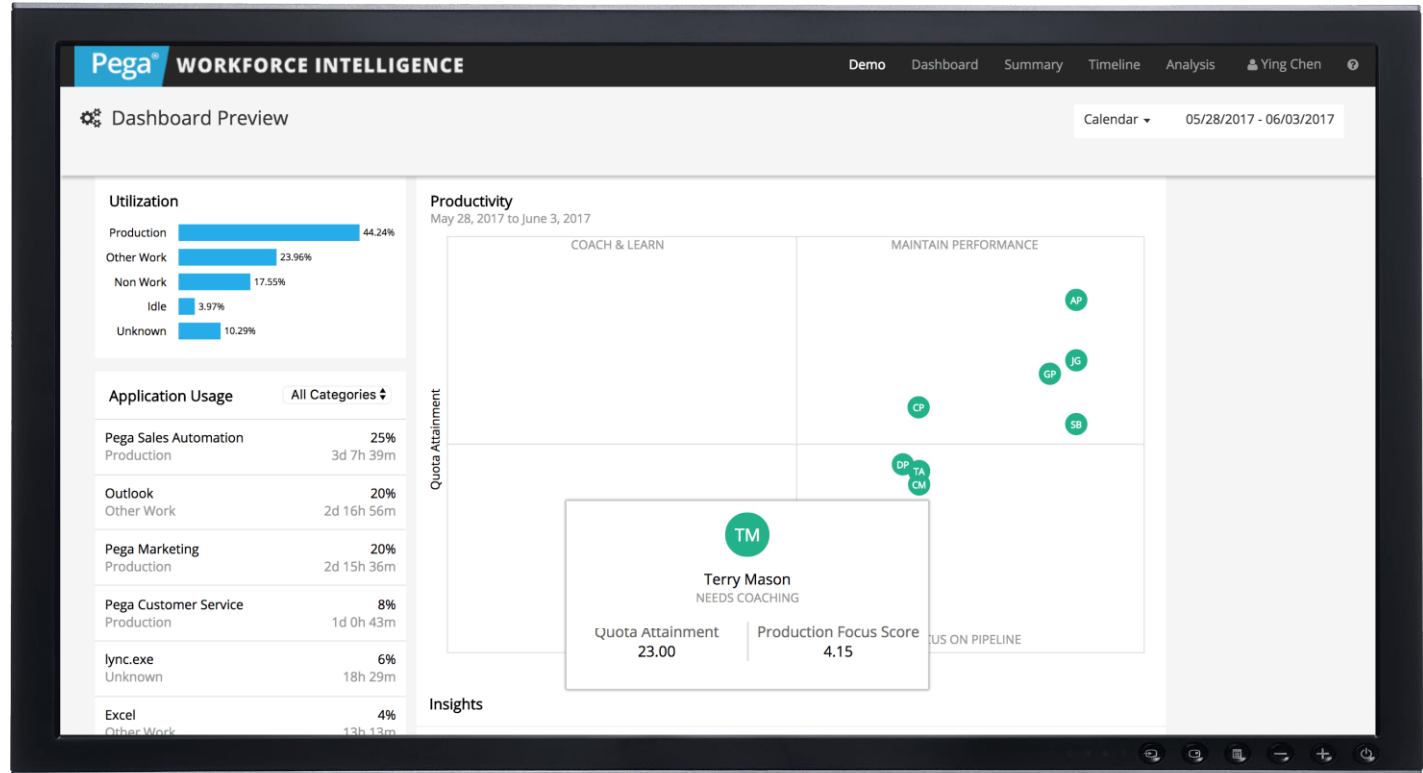 Pega® WORKFORCE INTELLIGENCE
Demo Dashboard Summary Timeline Analysis Ying Chen ?
Dashboard Preview
Calendar 05/28/2017 - 06/03/2017
Utilization
Production 44.24%
Other Work 23.96%
Non Work 17.55%
Idle 3.97%
Unknown 10.29%
Application Usage All Categories
Pega Sales Automation 25%
Production 3d 7h 39m
Outlook 20%
Other Work 2d 16h 56m
Pega Marketing 20%
Production 2d 15h 36m
Pega Customer Service 8%
Production 1d 0h 43m
lync.exe 6%
Unknown 18h 29m
Excel 4%
Other Work 13h 13m
Productivity
May 28, 2017 to June 3, 2017
COACH & LEARN MAINTAIN PERFORMANCE
Quota Attainment
AP
JG
GP
CP
SB
DP
TA
CM
TM
Terry Mason
NEEDS COACHING
Quota Attainment Production Focus Score
23.00 4.15
US ON PIPELINE
Insights